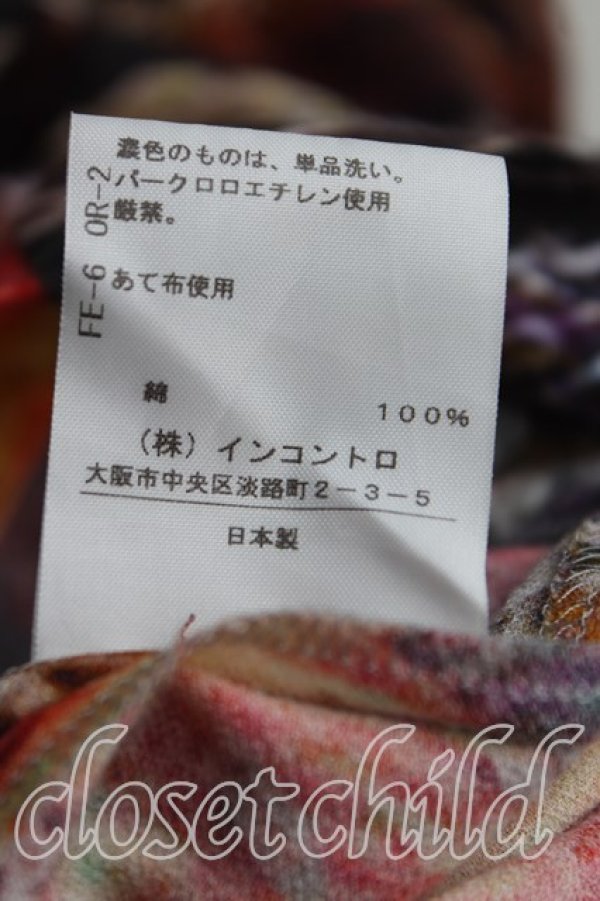 濃色のものは、単品洗い。
パークロロエチレン使用
厳禁。
あて布使用
FE-6 OR-2
綿
100%
(株)インコントロ
大阪市中央区淡路町2-3-5
日本製
closet child